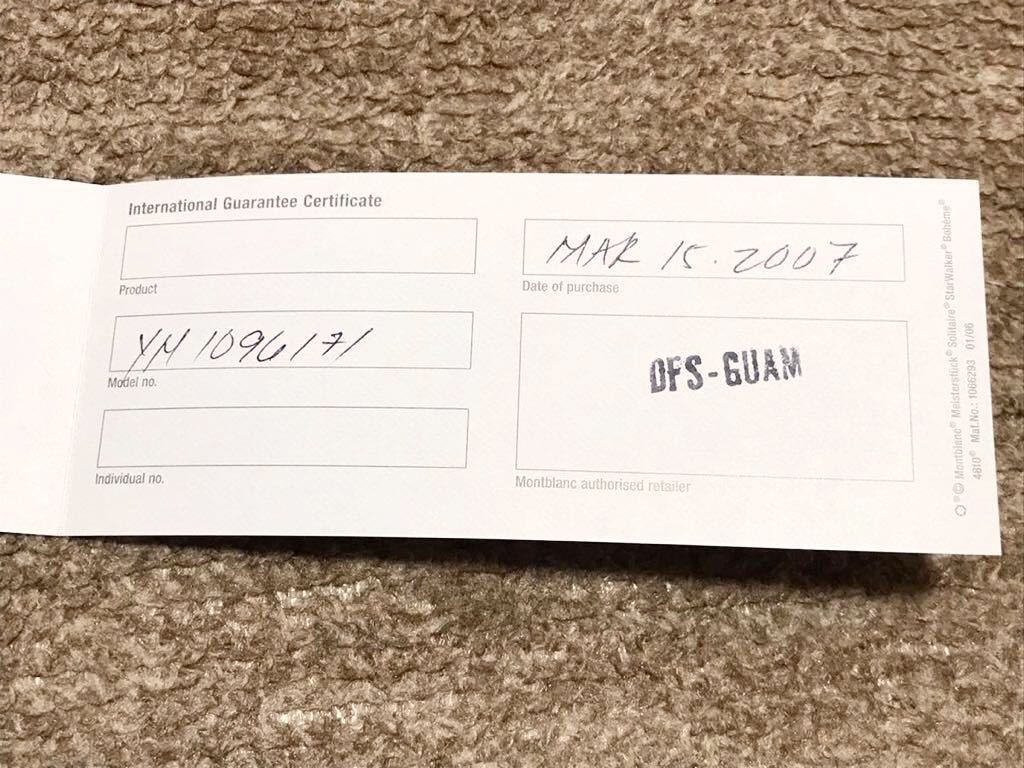 International Guarantee Certificate
Product
YM 1096171
Model no.
Individual no.
MAR 15. 2007
Date of purchase
DFS-GUAM
Montblanc authorised retailer
®© Montblanc® Meisterstück® Solitaire® StarWalker® Bohème®
4810® Mat.No.: 1066293 01/06